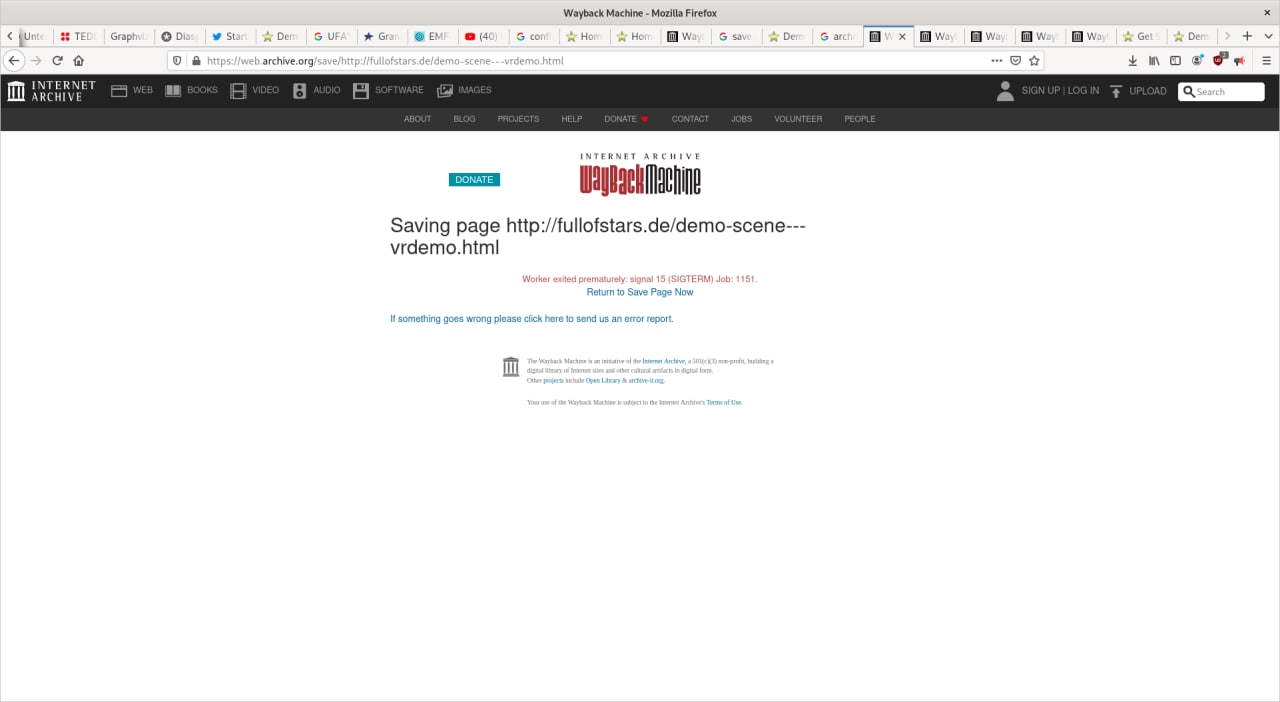 Wayback Machine - Mozilla Firefox
Unte TEDD Graphvi Diasp Start Dem UFA Gran EMF (40) confi Hom Hom Way save Dem archi W Way Way Way Way Get S Dem
https://web.archive.org/save/http://fullofstars.de/demo-scene---vrdemo.html
INTERNET ARCHIVE
WEB BOOKS VIDEO AUDIO SOFTWARE IMAGES SIGN UP | LOG IN UPLOAD Search
ABOUT BLOG PROJECTS HELP DONATE CONTACT JOBS VOLUNTEER PEOPLE
DONATE
INTERNET ARCHIVE
WayBackMachine
Saving page http://fullofstars.de/demo-scene---
vrdemo.html
Worker exited prematurely: signal 15 (SIGTERM) Job: 1151.
Return to Save Page Now
If something goes wrong please click here to send us an error report.
The Wayback Machine is an initiative of the Internet Archive, a 501(c)(3) non-profit, building a
digital library of Internet sites and other cultural artifacts in digital form.
Other projects include Open Library & archive-it.org.
Your use of the Wayback Machine is subject to the Internet Archive's Terms of Use.